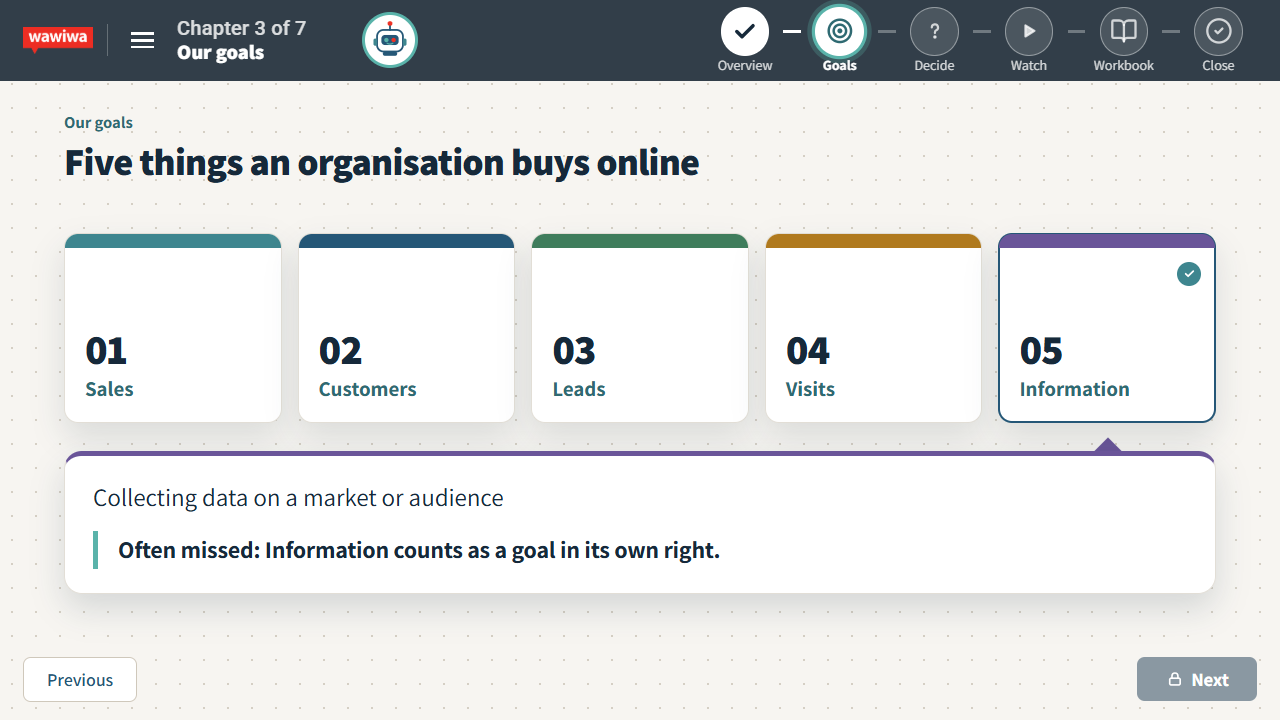 wawiwa
Chapter 3 of 7
Our goals
Overview
Goals
?
Decide
Watch
Workbook
Close
Our goals
Five things an organisation buys online
01
Sales
02
Customers
03
Leads
04
Visits
05
Information
Collecting data on a market or audience
Often missed: Information counts as a goal in its own right.
Previous
Next